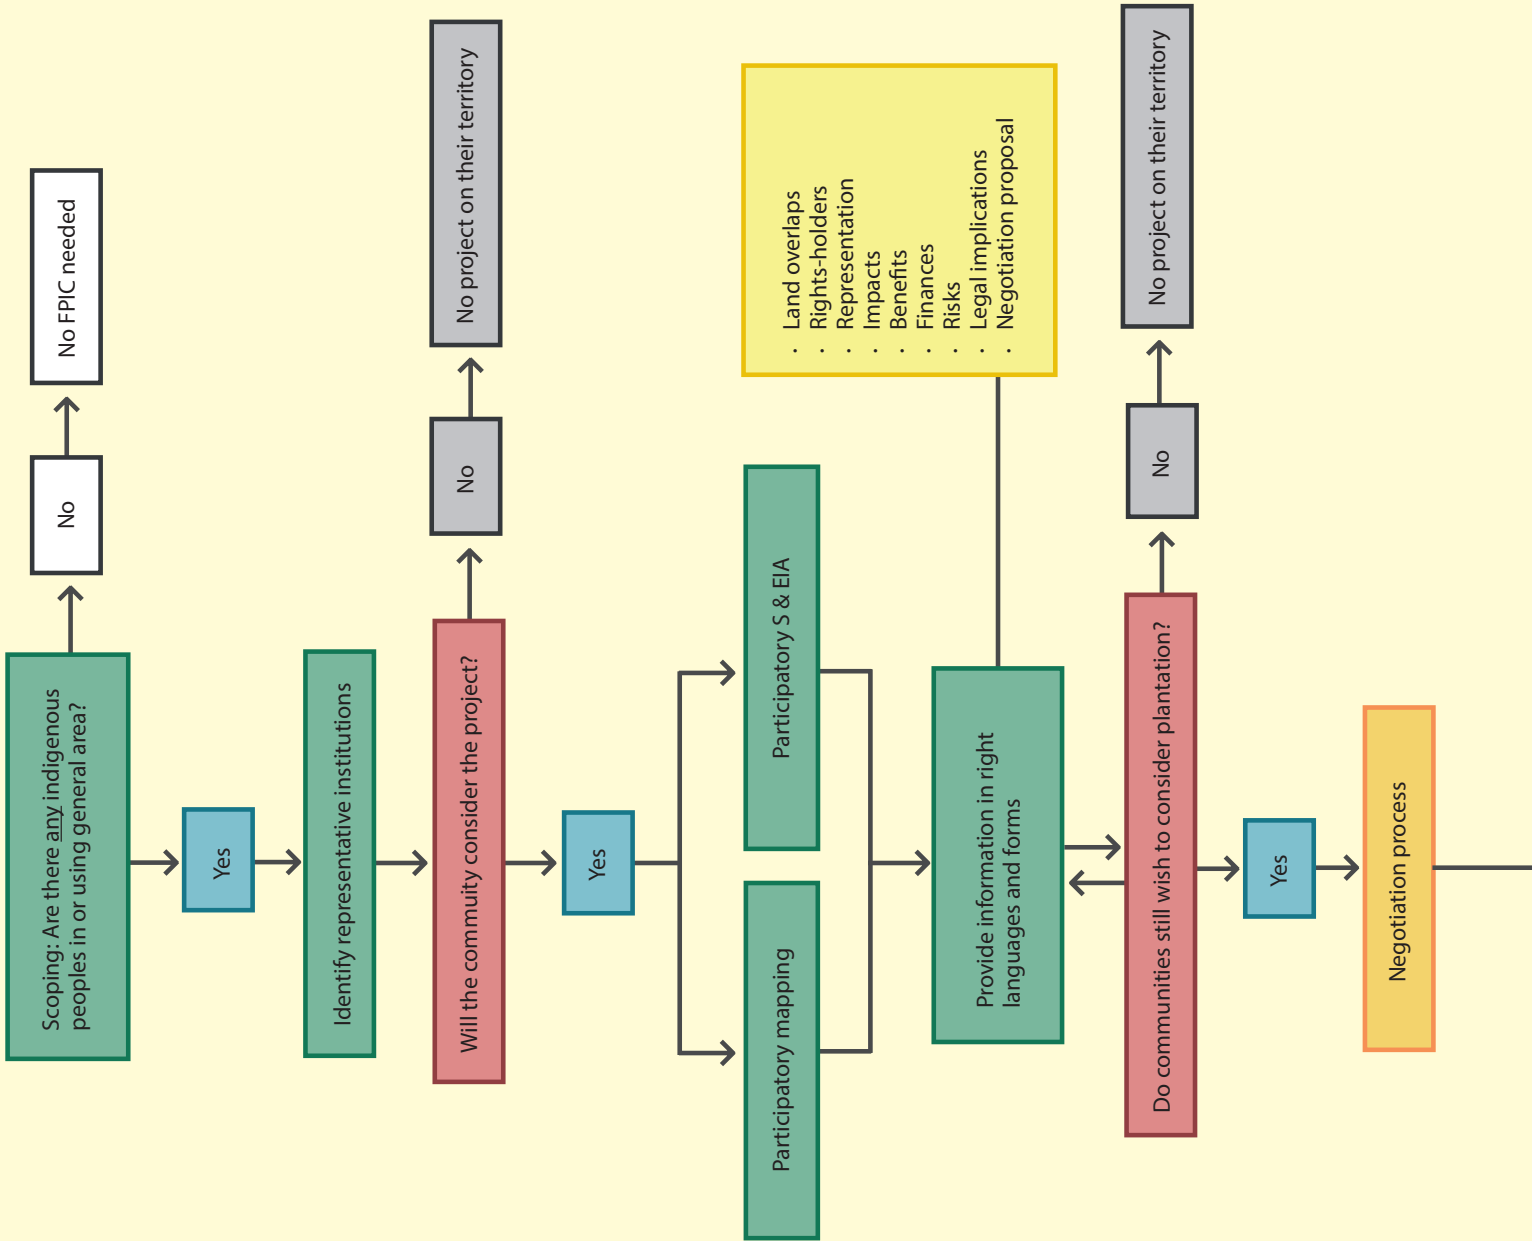 Scoping: Are there any indigenous
peoples in or using general area?
No
No FPIC needed
Yes
Identify representative institutions
Will the community consider the project?
No
No project on their territory
Yes
Participatory mapping
Participatory S & EIA
Provide information in right
languages and forms
· Land overlaps
· Rights-holders
· Representation
· Impacts
· Benefits
· Finances
· Risks
· Legal implications
· Negotiation proposal
Do communities still wish to consider plantation?
No
No project on their territory
Yes
Negotiation process